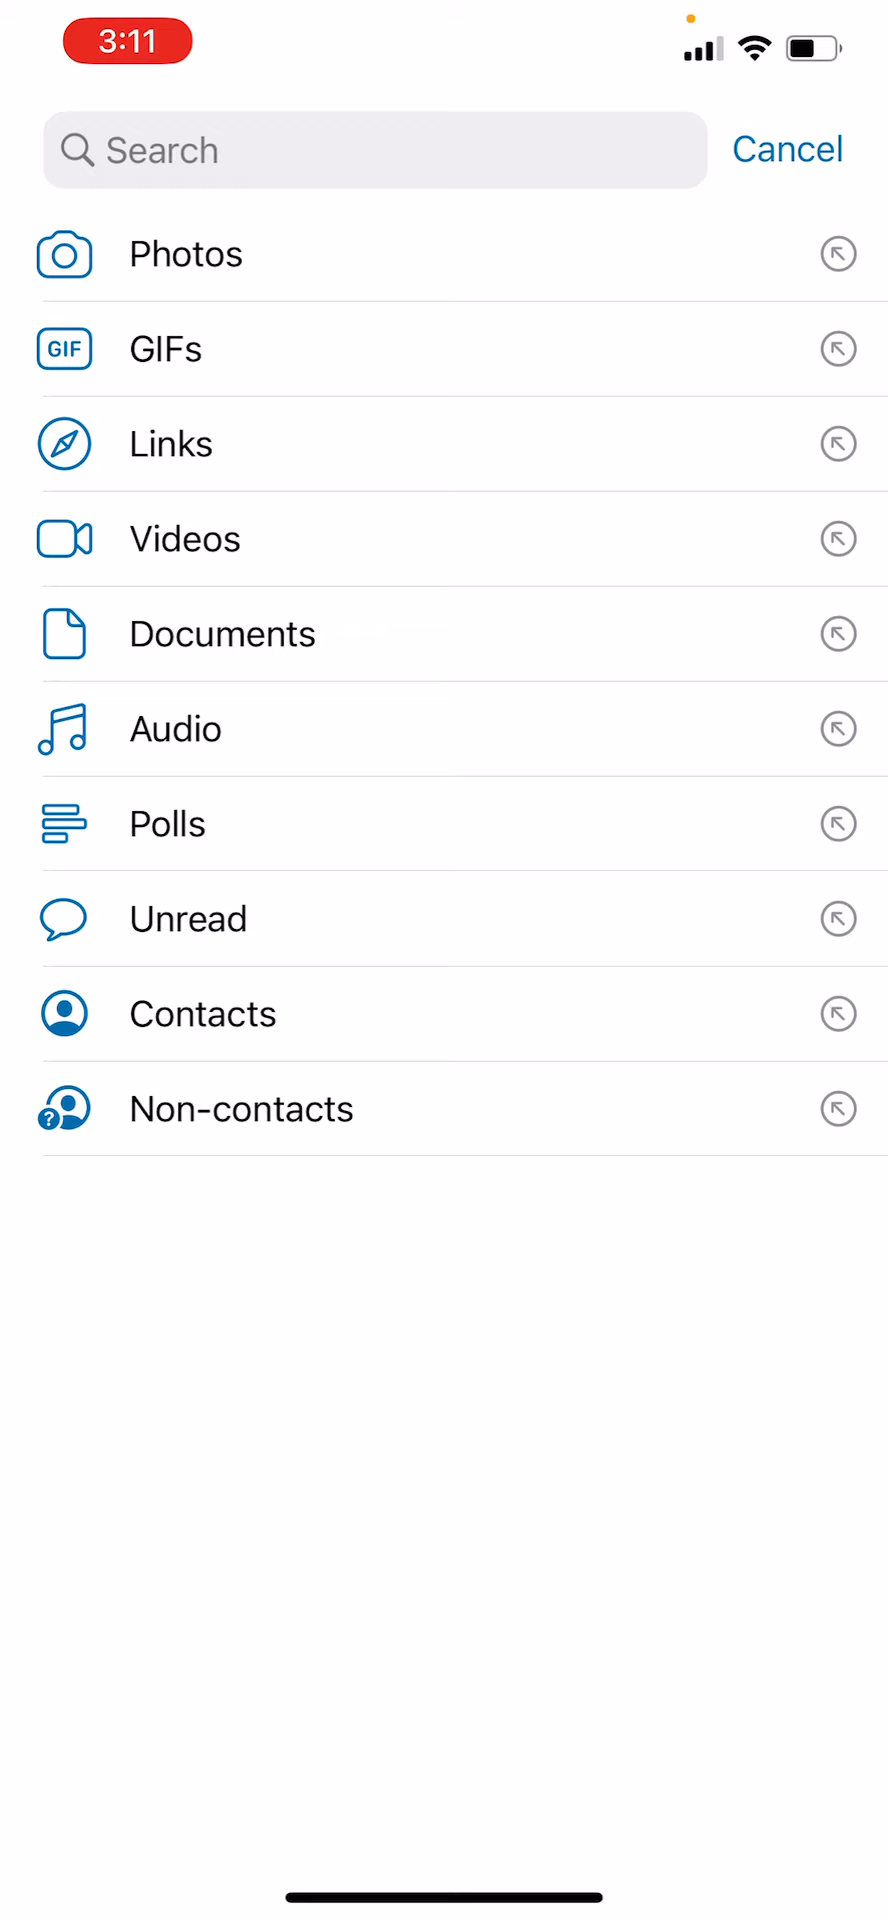 3:11
Search
Cancel
Photos
GIF
GIFs
Links
Videos
Documents
Audio
Polls
Unread
Contacts
?
Non-contacts